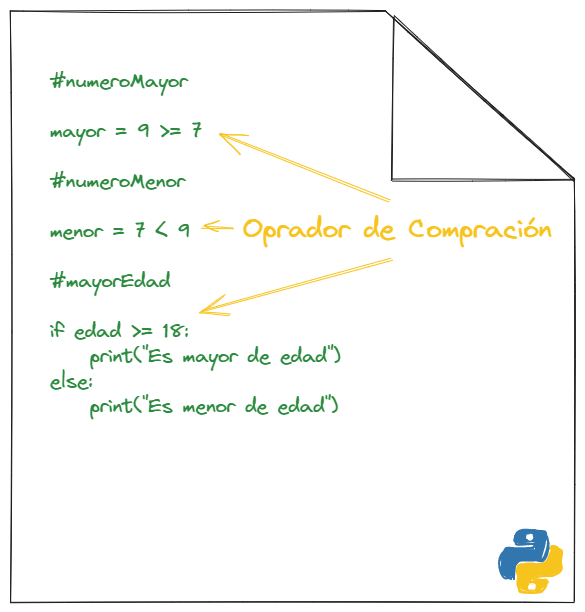 #numeroMayor
mayor = 9 >= 7
#numeroMenor
menor = 7 < 9
Oprador de Compración
#mayorEdad
if edad >= 18:
    print("Es mayor de edad")
else:
    print("Es menor de edad")